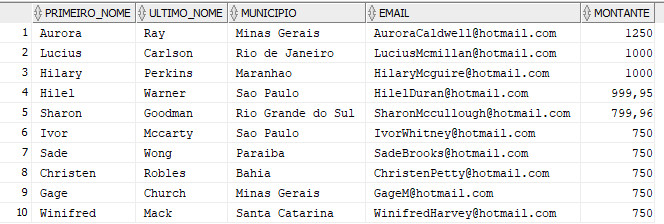 PRIMEIRO_NOME ULTIMO_NOME MUNICIPIO EMAIL MONTANTE
1 Aurora Ray Minas Gerais AuroraCaldwell@hotmail.com 1250
2 Lucius Carlson Rio de Janeiro LuciusMcmillan@hotmail.com 1000
3 Hilary Perkins Maranhao HilaryMcguire@hotmail.com 1000
4 Hilel Warner Sao Paulo HilelDuran@hotmail.com 999,95
5 Sharon Goodman Rio Grande do Sul SharonMccullough@hotmail.com 799,96
6 Ivor Mccarty Sao Paulo IvorWhitney@hotmail.com 750
7 Sade Wong Paraiba SadeBrooks@hotmail.com 750
8 Christen Robles Bahia ChristenPetty@hotmail.com 750
9 Gage Church Minas Gerais GageM@hotmail.com 750
10 Winifred Mack Santa Catarina WinifredHarvey@hotmail.com 750